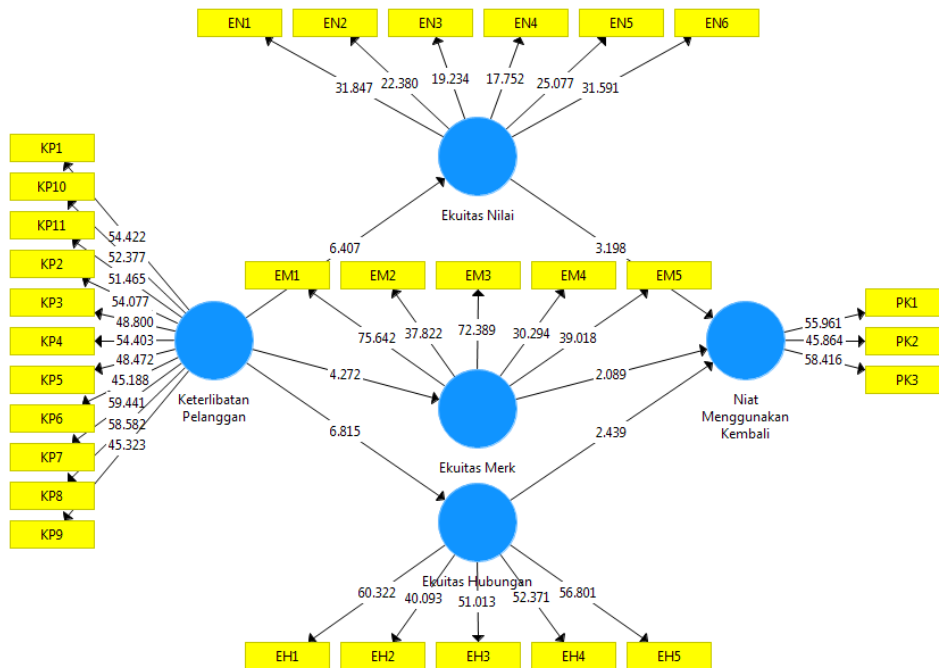 EN1 EN2 EN3 EN4 EN5 EN6
31.847 22.380 19.234 17.752 25.077 31.591
Ekuitas Nilai
KP1
KP10
KP11
KP2
KP3
KP4
KP5
KP6
KP7
KP8
KP9
54.422
52.377
51.465
54.077
48.800
54.403
48.472
45.188
59.441
58.582
45.323
Keterlibatan
Pelanggan
6.407
4.272
6.815
EM1 EM2 EM3 EM4 EM5
75.642 37.822 72.389 30.294 39.018
Ekuitas Merk
3.198
2.089
2.439
Niat
Menggunakan
Kembali
55.961
45.864
58.416
PK1
PK2
PK3
Ekuitas Hubungan
60.322 40.093 51.013 52.371 56.801
EH1 EH2 EH3 EH4 EH5